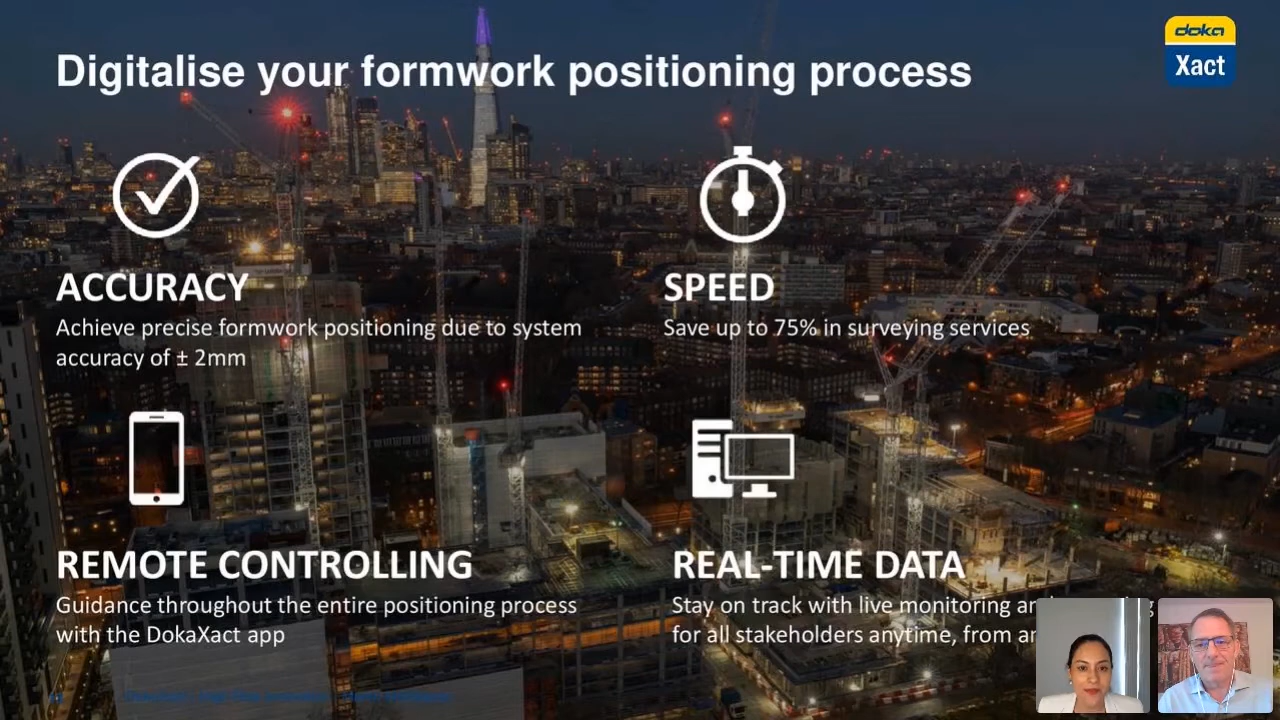 Digitalise your formwork positioning process
doka
Xact
ACCURACY
Achieve precise formwork positioning due to system
accuracy of ± 2mm
SPEED
Save up to 75% in surveying services
REMOTE CONTROLLING
Guidance throughout the entire positioning process
with the DokaXact app
REAL-TIME DATA
Stay on track with live monitoring
for all stakeholders anytime, from